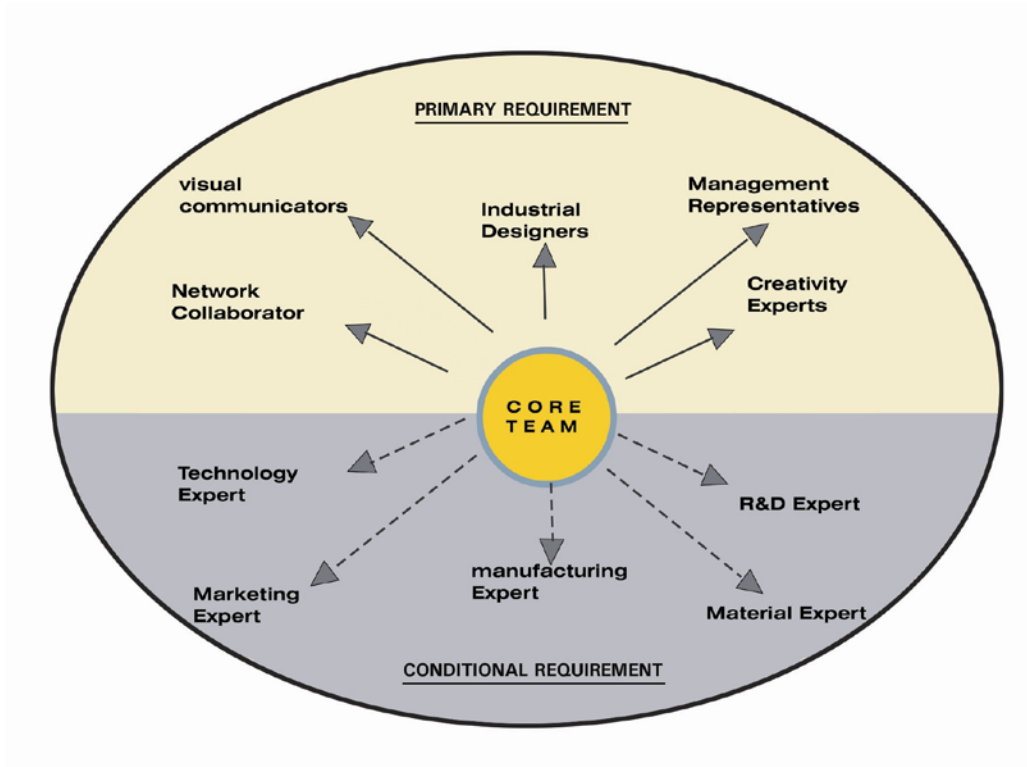 PRIMARY REQUIREMENT
visual
communicators
Industrial
Designers
Management
Representatives
Network
Collaborator
Creativity
Experts
CORE
TEAM
Technology
Expert
R&D Expert
Marketing
Expert
manufacturing
Expert
Material Expert
CONDITIONAL REQUIREMENT